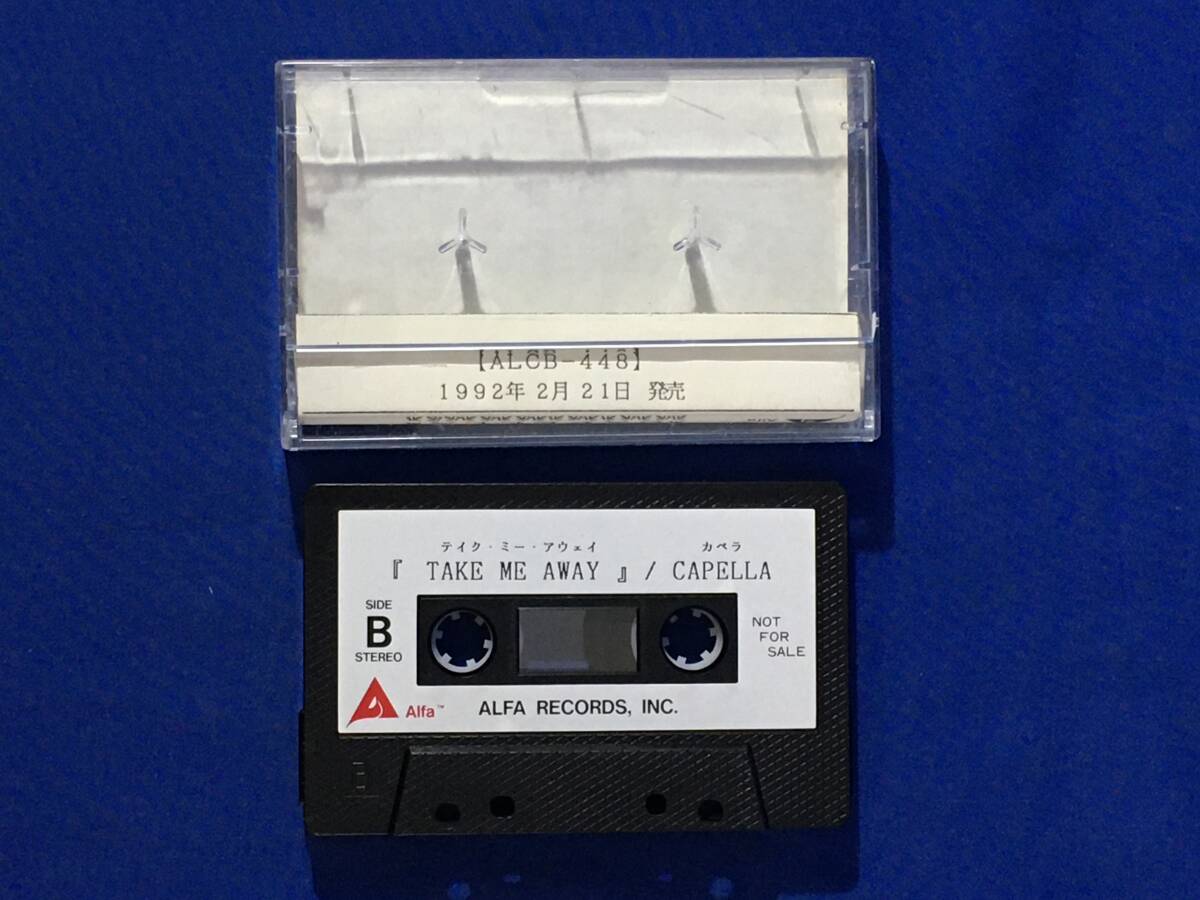 【ALCB-448】
1992年 2月 21日 発売
テイク・ミー・アウェイ カペラ
『 TAKE ME AWAY 』 / CAPELLA
SIDE
B
STEREO
NOT
FOR
SALE
Alfa™
ALFA RECORDS, INC.
B